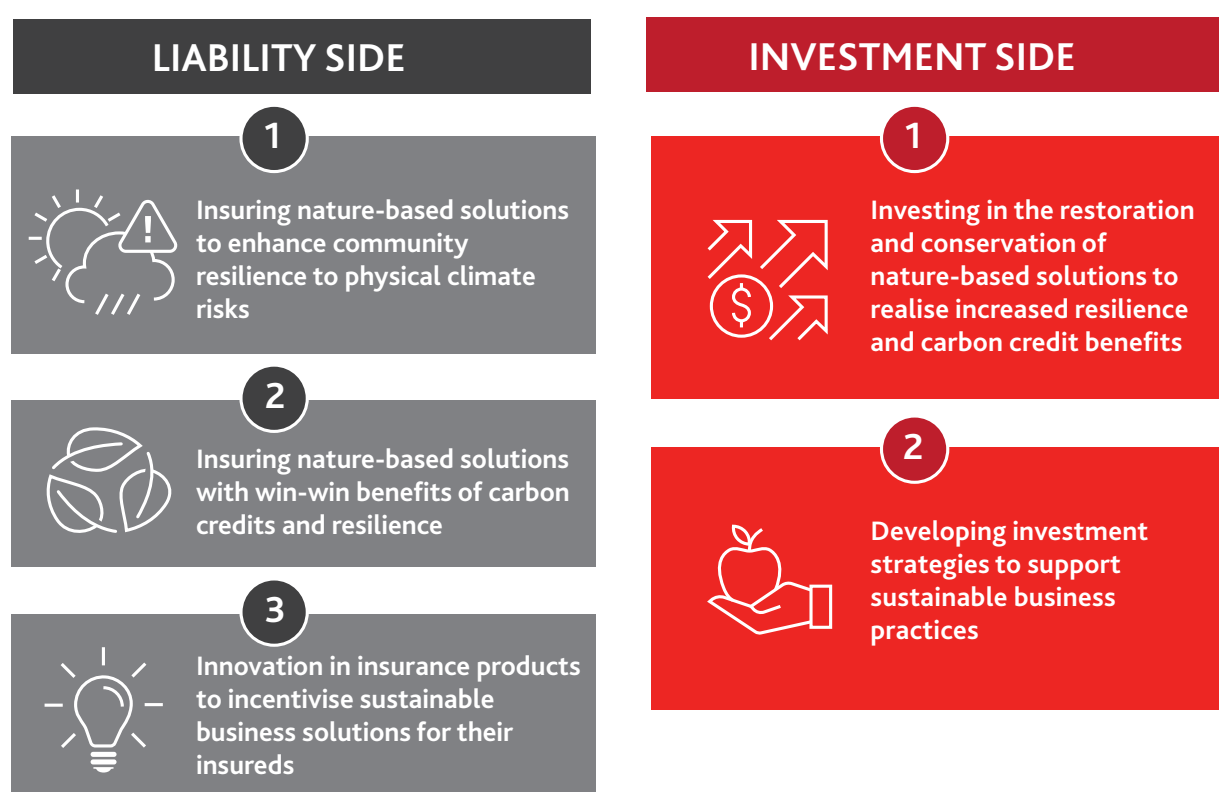 LIABILITY SIDE
1
Insuring nature-based solutions
to enhance community
resilience to physical climate
risks
2
Insuring nature-based solutions
with win-win benefits of carbon
credits and resilience
3
Innovation in insurance products
to incentivise sustainable
business solutions for their
insureds
INVESTMENT SIDE
1
Investing in the restoration
and conservation of
nature-based solutions to
realise increased resilience
and carbon credit benefits
$
2
Developing investment
strategies to support
sustainable business
practices